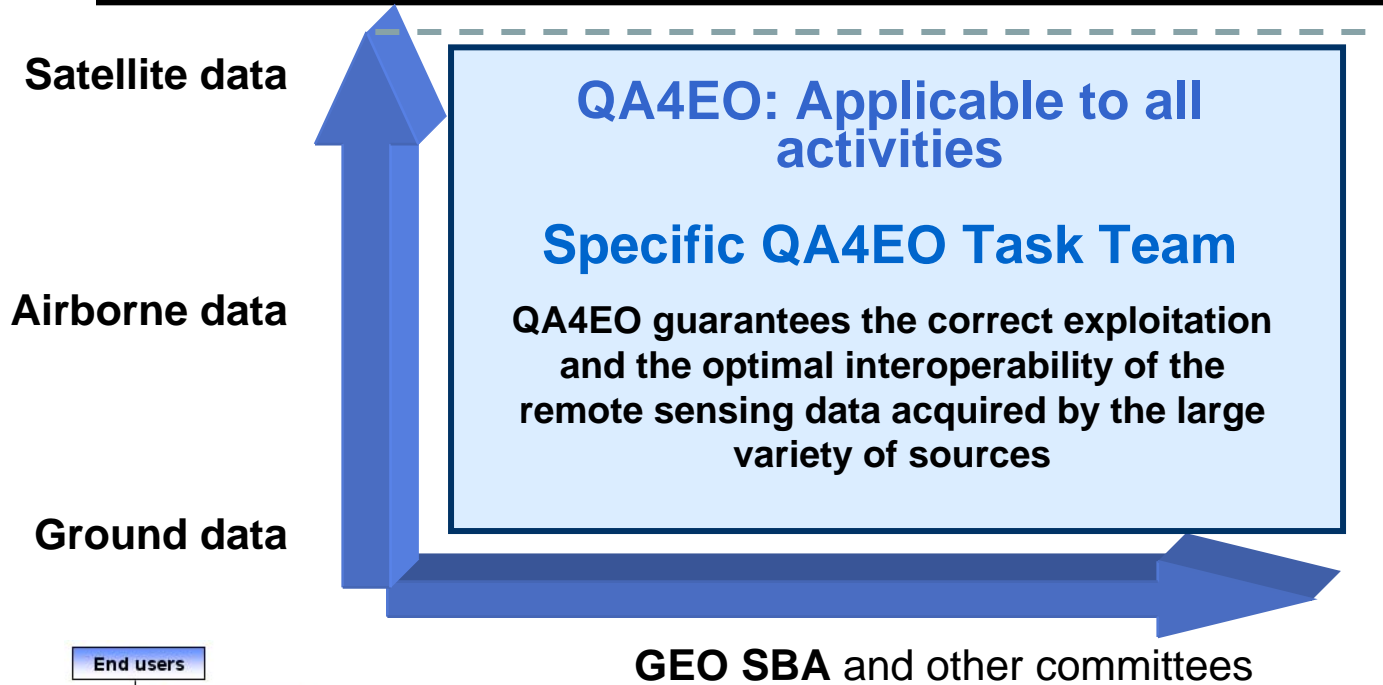 Satellite data
QA4EO: Applicable to all
activities
Specific QA4EO Task Team
Airborne data
QA4EO guarantees the correct exploitation
and the optimal interoperability of the
remote sensing data acquired by the large
variety of sources
Ground data
End users
GEO SBA and other committees